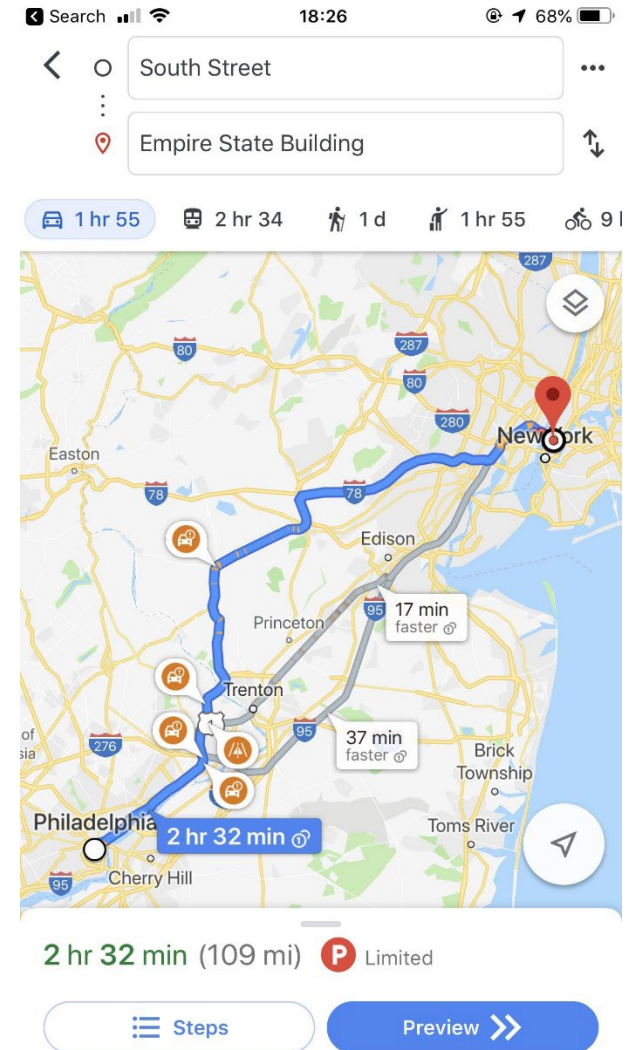 Search
18:26
68%
South Street
Empire State Building
1 hr 55
2 hr 34
1 d
1 hr 55
9
287
80
287
80
280
New York
Easton
78
78
Edison
95
17 min
faster
Princeton
Trenton
1
95
37 min
faster
276
Brick
Township
Philadelphia
2 hr 32 min
Toms River
95
Cherry Hill
2 hr 32 min (109 mi) P Limited
Steps
Preview